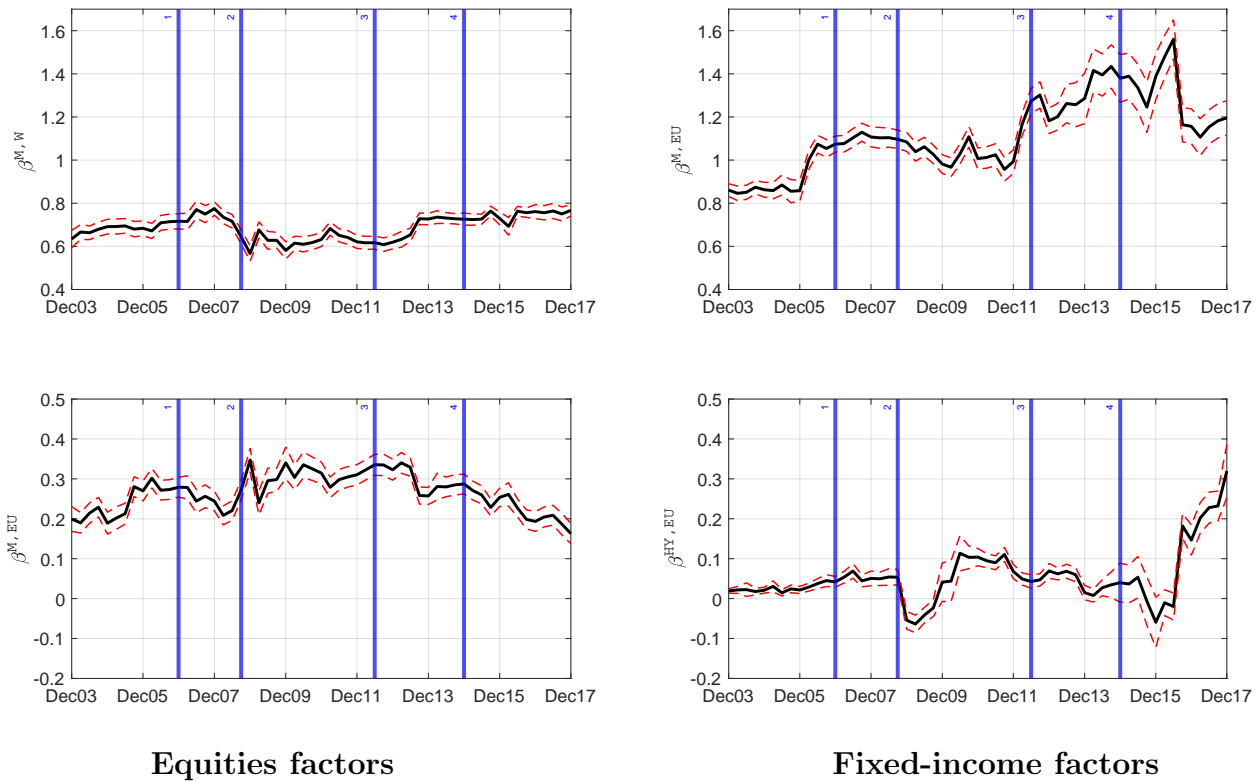 1 2 3 4
1.6
1.4
1.2
1
0.8
0.6
0.4
β^M,W
Dec03 Dec05 Dec07 Dec09 Dec11 Dec13 Dec15 Dec17
1 2 3 4
1.6
1.4
1.2
1
0.8
0.6
0.4
β^M,EU
Dec03 Dec05 Dec07 Dec09 Dec11 Dec13 Dec15 Dec17
1 2 3 4
0.5
0.4
0.3
0.2
0.1
0
-0.1
-0.2
β^M,EU
Dec03 Dec05 Dec07 Dec09 Dec11 Dec13 Dec15 Dec17
1 2 3 4
0.5
0.4
0.3
0.2
0.1
0
-0.1
-0.2
β^HY,EU
Dec03 Dec05 Dec07 Dec09 Dec11 Dec13 Dec15 Dec17
Equities factors
Fixed-income factors